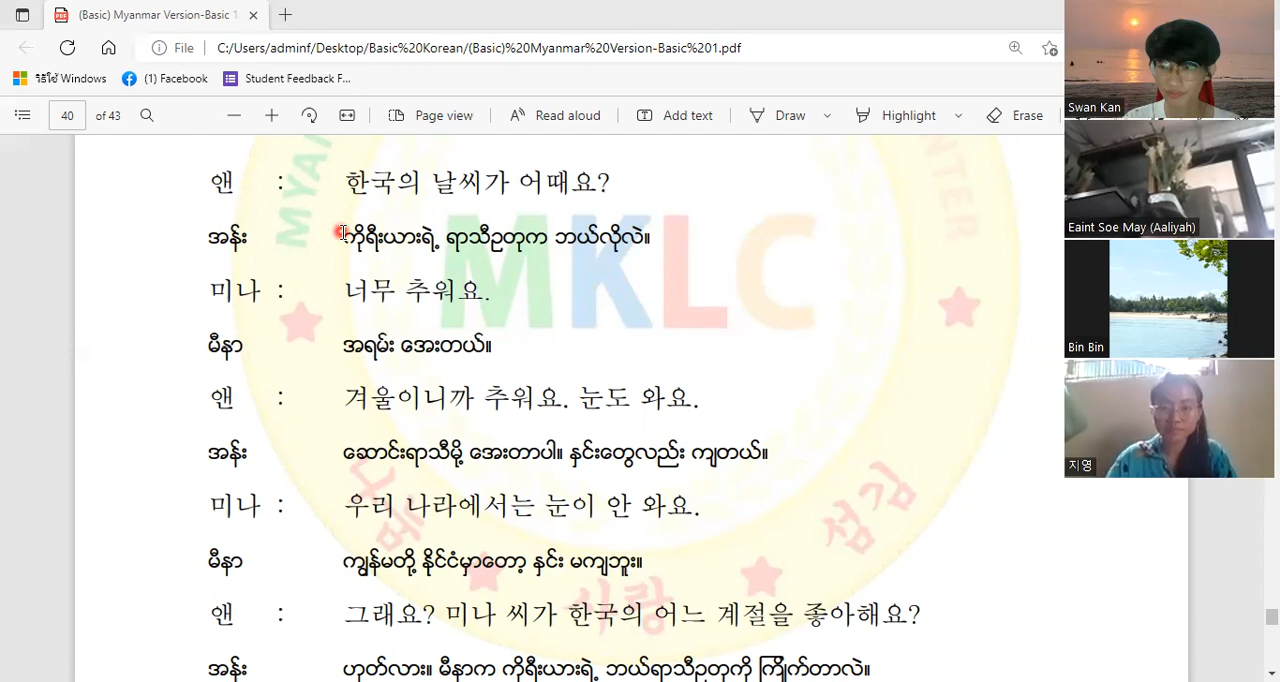 (Basic) Myanmar Version-Basic 1
File C:/Users/adminf/Desktop/Basic%20Korean/(Basic)%20Myanmar%20Version-Basic%201.pdf
วิธีใช้ Windows (1) Facebook Student Feedback F...
40 of 43 Page view Read aloud Add text Draw Highlight Erase
앤 : 한국의 날씨가 어때요?
အန်း ကိုရီးယားရဲ့ ရာသီဥတုက ဘယ်လိုလဲ။
미나 : 너무 추워요.
မီနာ အရမ်း အေးတယ်။
앤 : 겨울이니까 추워요. 눈도 와요.
အန်း ဆောင်းရာသီမို့ အေးတာပါ။ နှင်းတွေလည်း ကျတယ်။
미나 : 우리 나라에서는 눈이 안 와요.
မီနာ ကျွန်မတို့ နိုင်ငံမှာတော့ နှင်း မကျဘူး။
앤 : 그래요? 미나 씨가 한국의 어느 계절을 좋아해요?
အန်း ဟုတ်လား။ မီနာက ကိုရီးယားရဲ့ ဘယ်ရာသီဥတုကို ကြိုက်တာလဲ။
MKLC
사랑
섬김
Swan Kan
Eaint Soe May (Aaliyah)
Bin Bin
지영